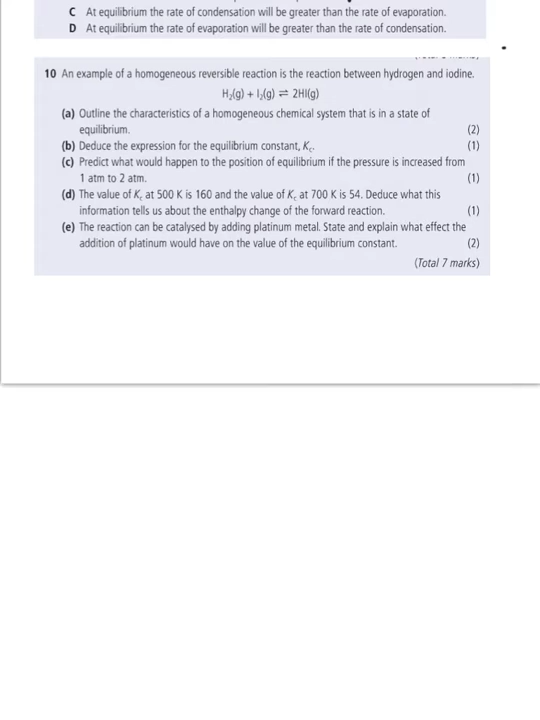 C At equilibrium the rate of condensation will be greater than the rate of evaporation.
D At equilibrium the rate of evaporation will be greater than the rate of condensation.
10 An example of a homogeneous reversible reaction is the reaction between hydrogen and iodine.
H₂(g) + I₂(g) ⇌ 2HI(g)
(a) Outline the characteristics of a homogeneous chemical system that is in a state of
equilibrium. (2)
(b) Deduce the expression for the equilibrium constant, Kc. (1)
(c) Predict what would happen to the position of equilibrium if the pressure is increased from
1 atm to 2 atm. (1)
(d) The value of Kc at 500 K is 160 and the value of Kc at 700 K is 54. Deduce what this
information tells us about the enthalpy change of the forward reaction. (1)
(e) The reaction can be catalysed by adding platinum metal. State and explain what effect the
addition of platinum would have on the value of the equilibrium constant. (2)
(Total 7 marks)